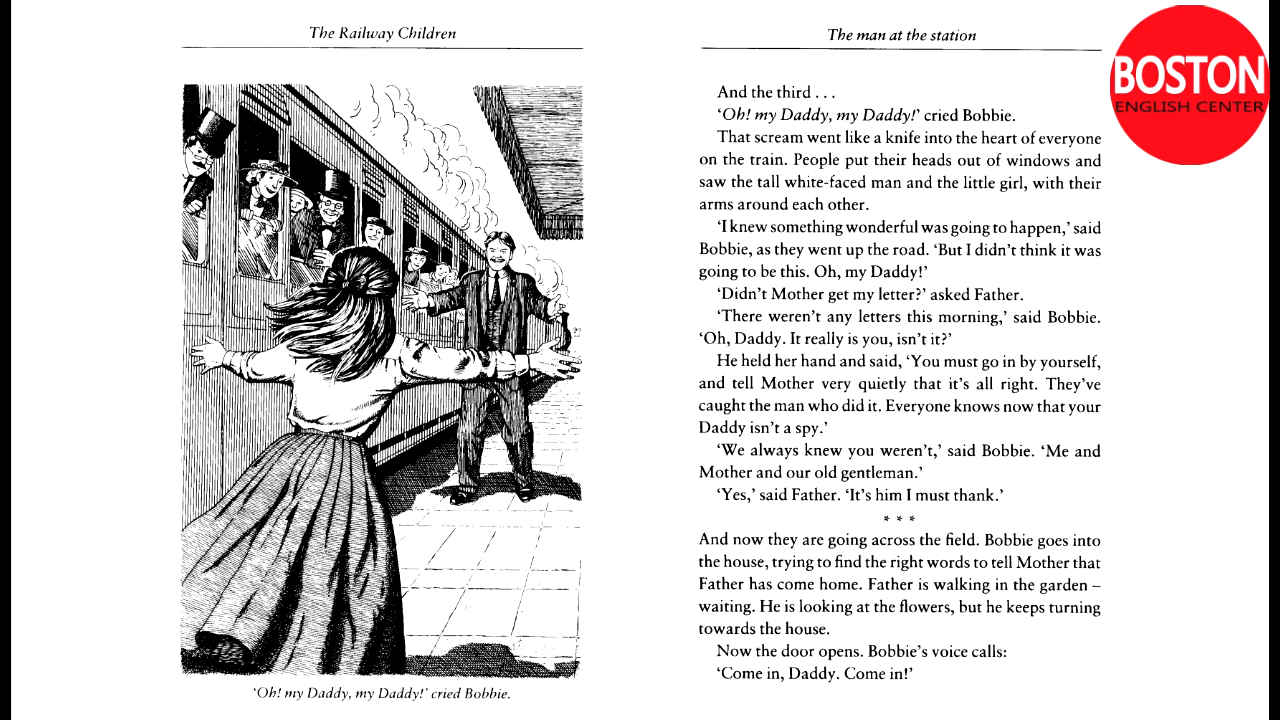 The Railway Children
'Oh! my Daddy, my Daddy!' cried Bobbie.
The man at the station
And the third . . .
'Oh! my Daddy, my Daddy!' cried Bobbie.
That scream went like a knife into the heart of everyone
on the train. People put their heads out of windows and
saw the tall white-faced man and the little girl, with their
arms around each other.
'I knew something wonderful was going to happen,' said
Bobbie, as they went up the road. 'But I didn't think it was
going to be this. Oh, my Daddy!'
'Didn't Mother get my letter?' asked Father.
'There weren't any letters this morning,' said Bobbie.
'Oh, Daddy. It really is you, isn't it?'
He held her hand and said, 'You must go in by yourself,
and tell Mother very quietly that it's all right. They've
caught the man who did it. Everyone knows now that your
Daddy isn't a spy.'
'We always knew you weren't,' said Bobbie. 'Me and
Mother and our old gentleman.'
'Yes,' said Father. 'It's him I must thank.'
* * *
And now they are going across the field. Bobbie goes into
the house, trying to find the right words to tell Mother that
Father has come home. Father is walking in the garden –
waiting. He is looking at the flowers, but he keeps turning
towards the house.
Now the door opens. Bobbie's voice calls:
'Come in, Daddy. Come in!'
BOSTON
ENGLISH CENTER